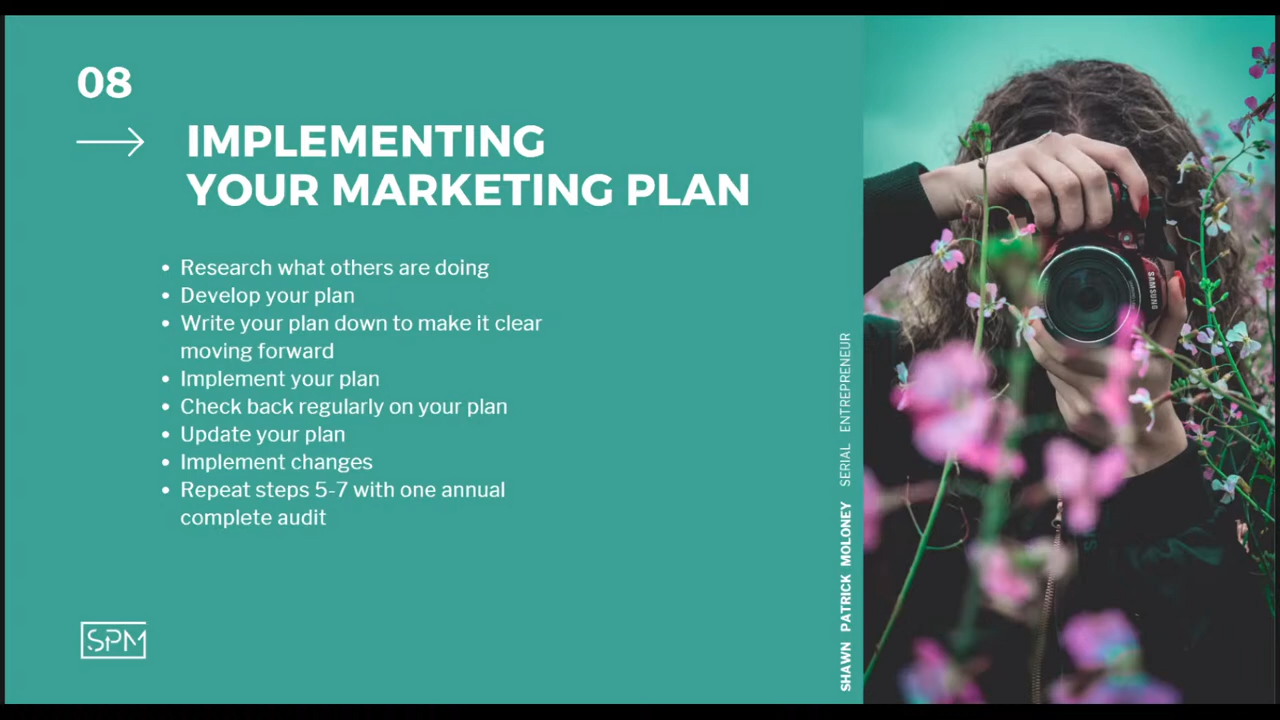 08
IMPLEMENTING
YOUR MARKETING PLAN
• Research what others are doing
• Develop your plan
• Write your plan down to make it clear
moving forward
• Implement your plan
• Check back regularly on your plan
• Update your plan
• Implement changes
• Repeat steps 5-7 with one annual
complete audit
SPM
SHAWN PATRICK MOLONEY SERIAL ENTREPRENEUR
SAMSUNG